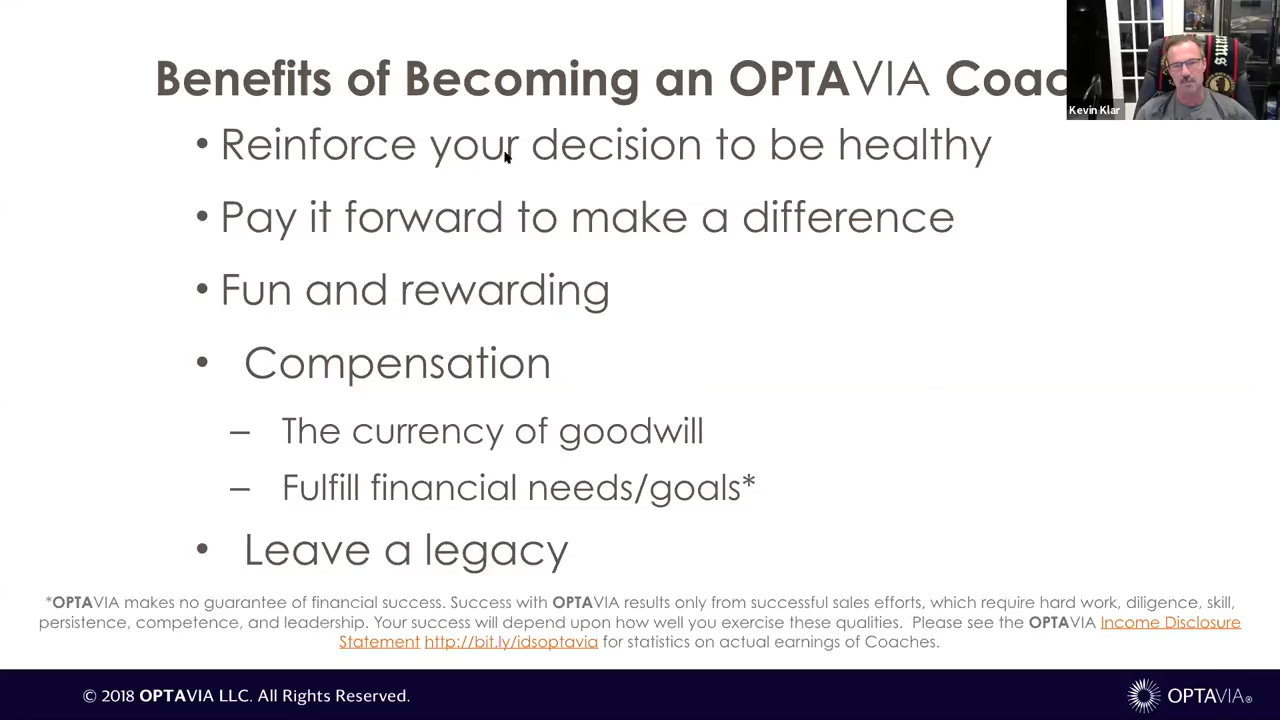 Benefits of Becoming an OPTAVIA Coac
Kevin Klar
• Reinforce your decision to be healthy
• Pay it forward to make a difference
• Fun and rewarding
• Compensation
– The currency of goodwill
– Fulfill financial needs/goals*
• Leave a legacy
*OPTAVIA makes no guarantee of financial success. Success with OPTAVIA results only from successful sales efforts, which require hard work, diligence, skill,
persistence, competence, and leadership. Your success will depend upon how well you exercise these qualities. Please see the OPTAVIA Income Disclosure
Statement http://bit.ly/idsoptavia for statistics on actual earnings of Coaches.
© 2018 OPTAVIA LLC. All Rights Reserved.
OPTAVIA®